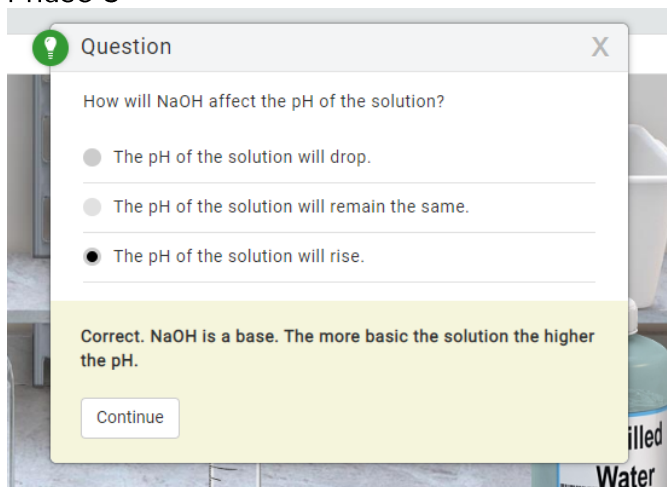 Question
X
How will NaOH affect the pH of the solution?
The pH of the solution will drop.
The pH of the solution will remain the same.
The pH of the solution will rise.
Correct. NaOH is a base. The more basic the solution the higher
the pH.
Continue
Water